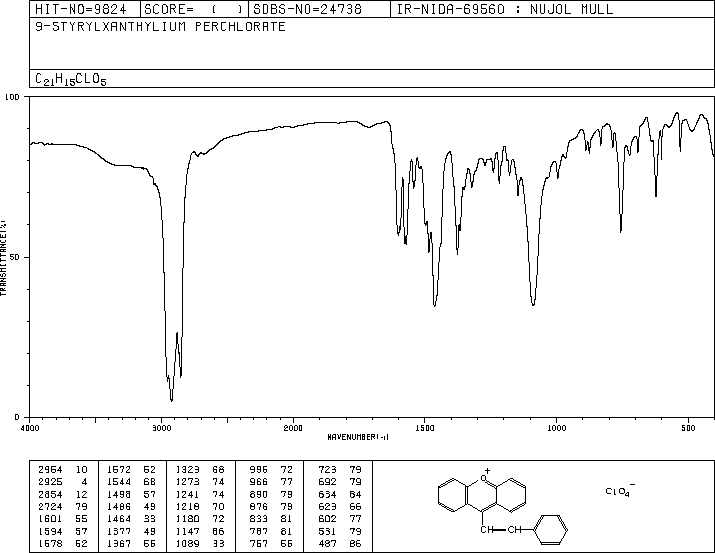 HIT-NO=9824 SCORE= ( ) SDBS-NO=24738 IR-NIDA-69560 : NUJOL MULL
9-STYRYLXANTHYLIUM PERCHLORATE
C21H15CLO5
100
50
0
TRANSMITTANCE(%)
4000 3000 2000 1500 1000 500
WAVENUMBER(-1)
2954 10 1572 52 1323 68 996 72 723 79
2925 4 1544 68 1273 74 966 77 692 79
2854 12 1498 57 1241 74 890 79 634 84
2724 79 1486 49 1218 70 876 79 623 66
1601 55 1464 33 1180 72 833 81 602 77
1594 57 1377 49 1147 86 787 81 531 79
1578 52 1367 55 1089 33 757 55 487 86
O+
CH=CH
ClO4−